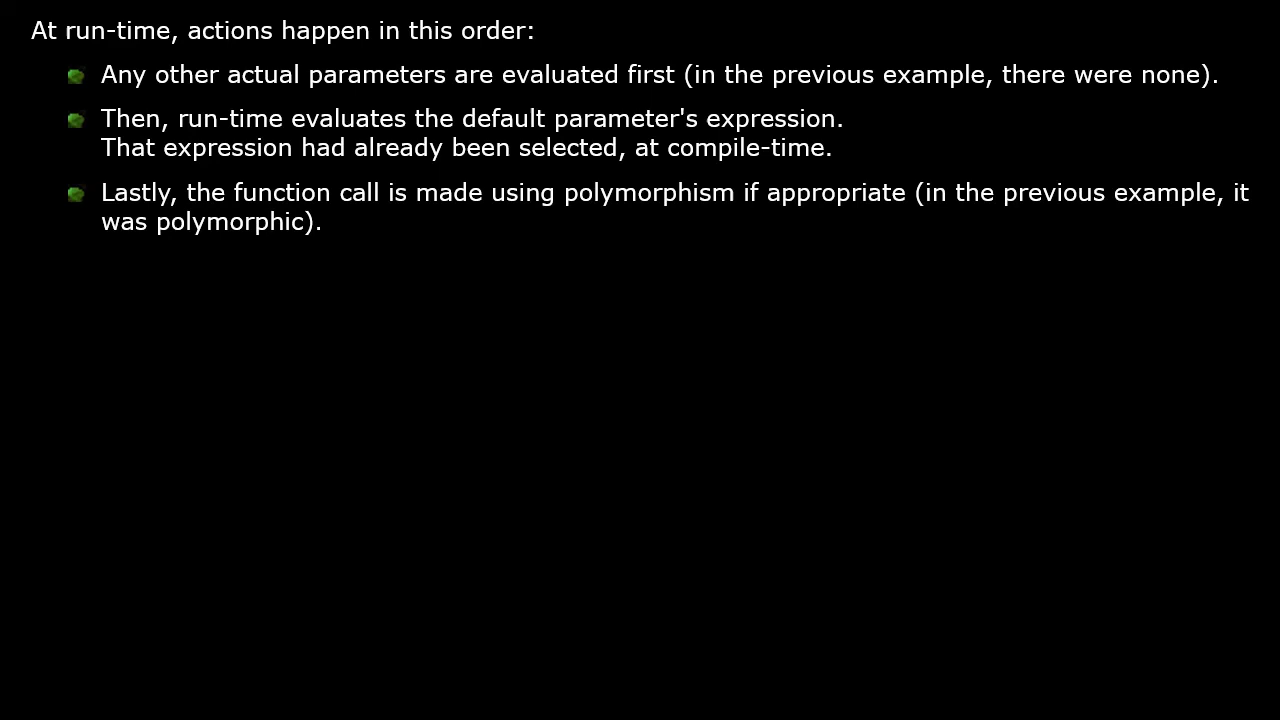 At run-time, actions happen in this order:
Any other actual parameters are evaluated first (in the previous example, there were none).
Then, run-time evaluates the default parameter's expression.
That expression had already been selected, at compile-time.
Lastly, the function call is made using polymorphism if appropriate (in the previous example, it
was polymorphic).